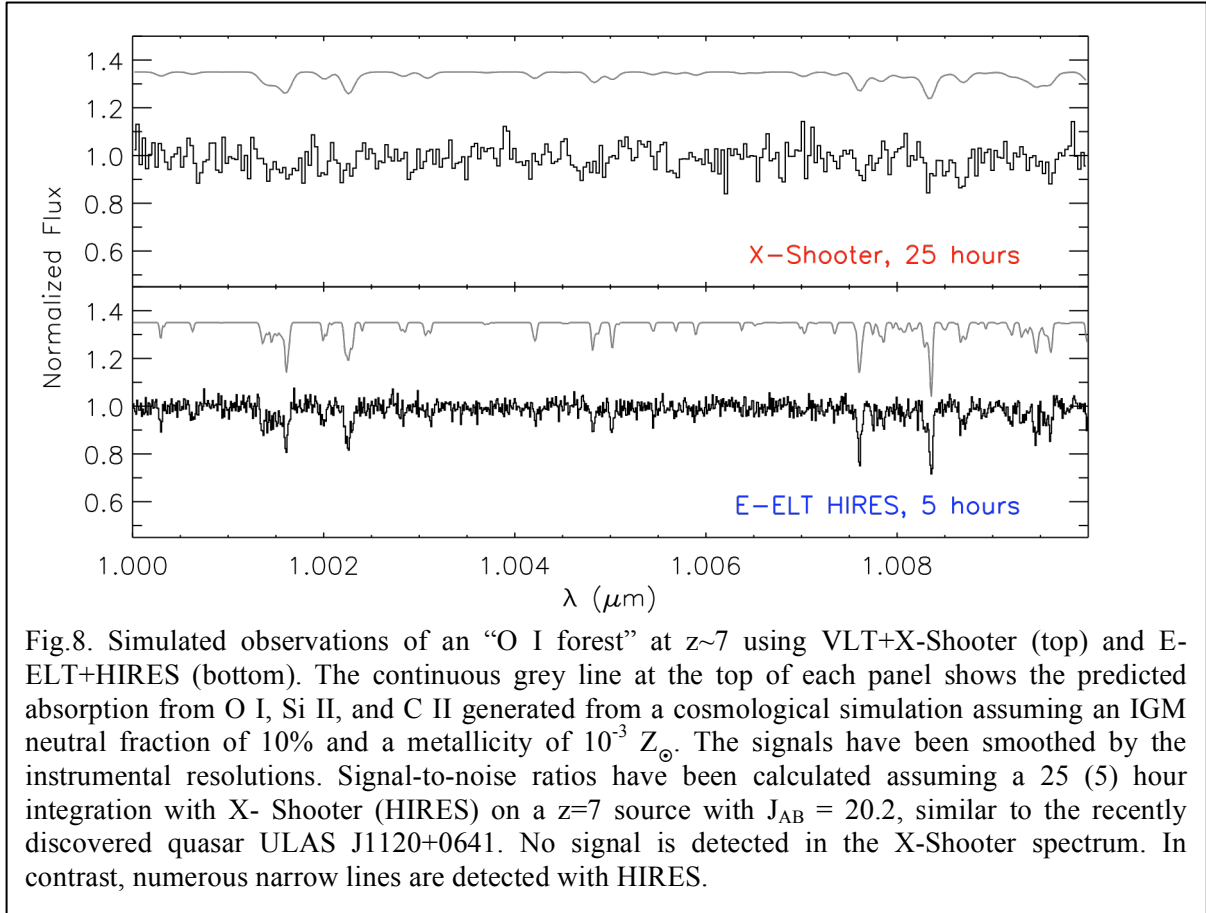 1.4
1.2
1.0
0.8
0.6
X-Shooter, 25 hours
Normalized Flux
1.4
1.2
1.0
0.8
0.6
E-ELT HIRES, 5 hours
1.000 1.002 1.004 1.006 1.008
λ (μm)
Fig.8. Simulated observations of an “O I forest” at z~7 using VLT+X-Shooter (top) and E-
ELT+HIRES (bottom). The continuous grey line at the top of each panel shows the predicted
absorption from O I, Si II, and C II generated from a cosmological simulation assuming an IGM
neutral fraction of 10% and a metallicity of 10⁻³ Z☉. The signals have been smoothed by the
instrumental resolutions. Signal-to-noise ratios have been calculated assuming a 25 (5) hour
integration with X- Shooter (HIRES) on a z=7 source with J_AB = 20.2, similar to the recently
discovered quasar ULAS J1120+0641. No signal is detected in the X-Shooter spectrum. In
contrast, numerous narrow lines are detected with HIRES.